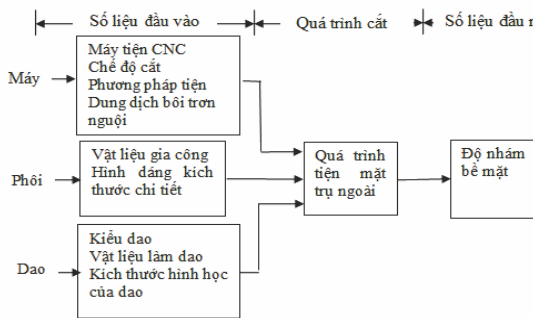 Số liệu đầu vào
Quá trình cắt
Số liệu đầu
Máy
Máy tiện CNC
Chế độ cắt
Phương pháp tiện
Dung dịch bôi trơn
nguội
Phôi
Vật liệu gia công
Hình dáng kích
thước chi tiết
Quá trình
tiện mặt
trụ ngoài
Độ nhám
bề mặt
Dao
Kiểu dao
Vật liệu làm dao
Kích thước hình học
của dao